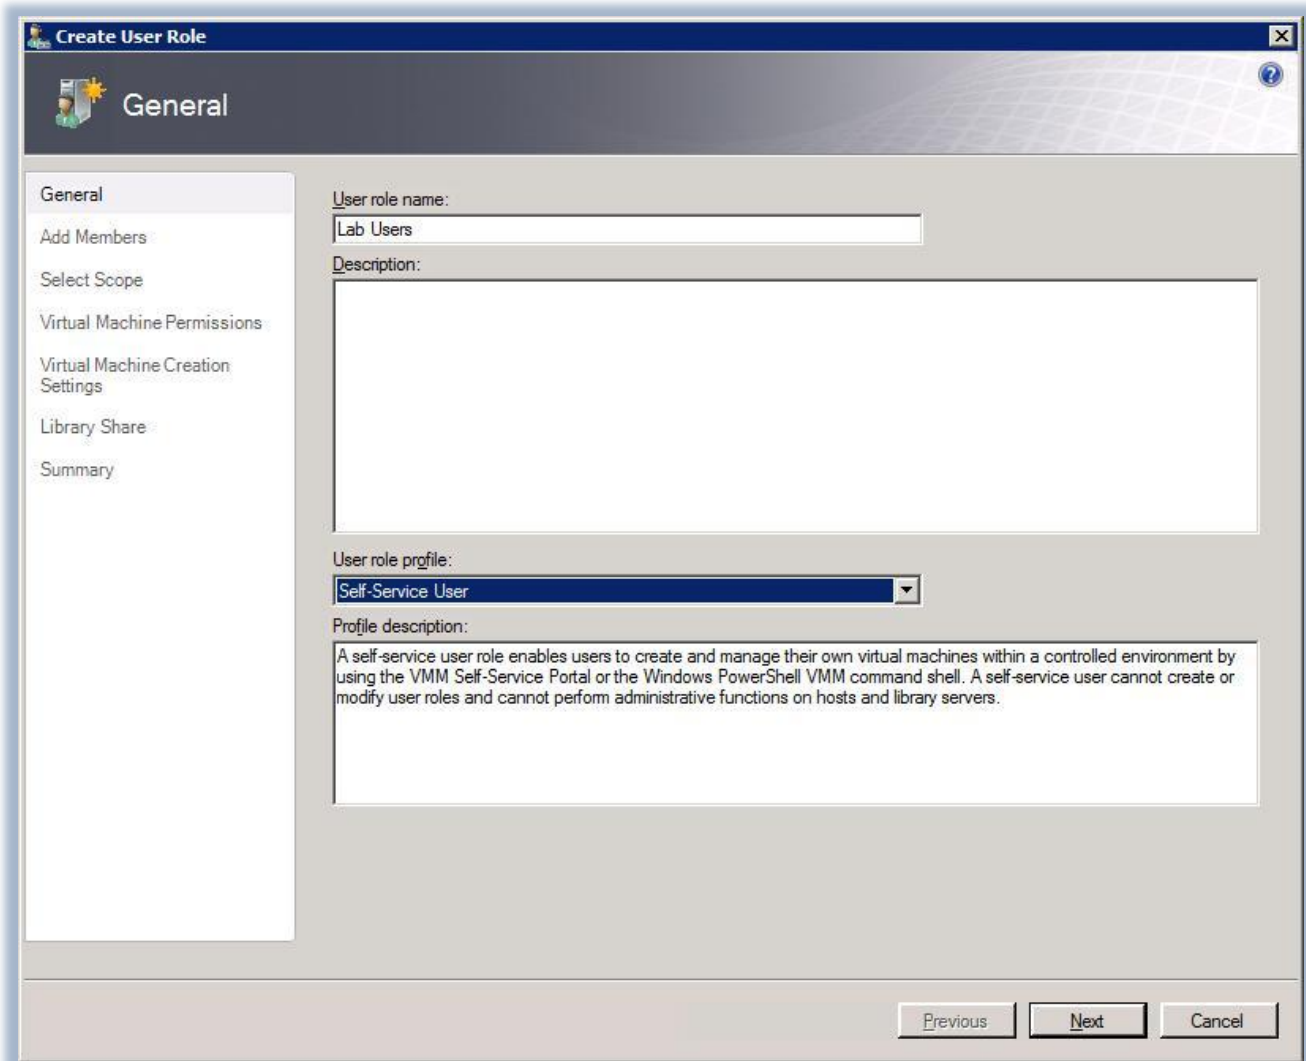 Create User Role
General
General
Add Members
Select Scope
Virtual Machine Permissions
Virtual Machine Creation
Settings
Library Share
Summary
User role name:
Lab Users
Description:
User role profile:
Self-Service User
Profile description:
A self-service user role enables users to create and manage their own virtual machines within a controlled environment by
using the VMM Self-Service Portal or the Windows PowerShell VMM command shell. A self-service user cannot create or
modify user roles and cannot perform administrative functions on hosts and library servers.
Previous
Next
Cancel